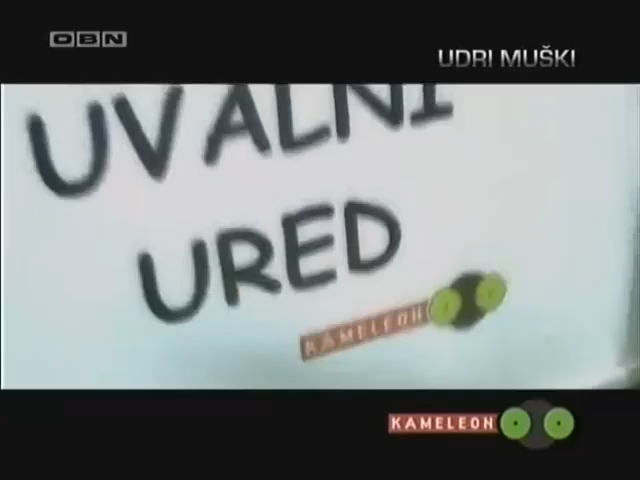 OBN
UDRI MUŠKI
UVALNI
URED
KAMELEON
KAMELEON